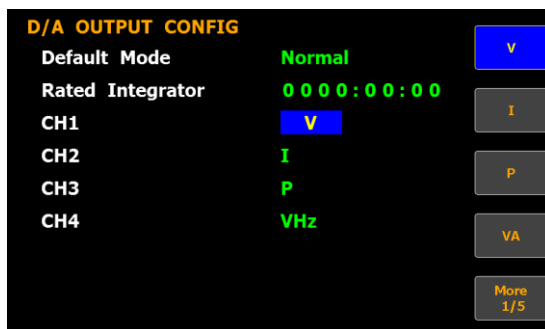 D/A OUTPUT CONFIG
Default Mode Normal
Rated Integrator 0000:00:00
CH1 V
CH2 I
CH3 P
CH4 VHz
V
I
P
VA
More
1/5